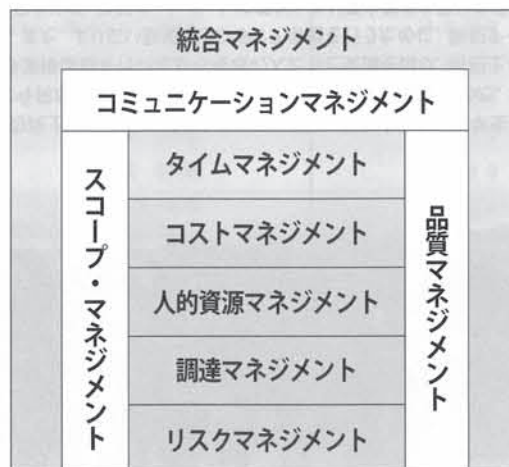 統合マネジメント
コミュニケーションマネジメント
スコープ・マネジメント
タイムマネジメント
コストマネジメント
人的資源マネジメント
調達マネジメント
リスクマネジメント
品質マネジメント